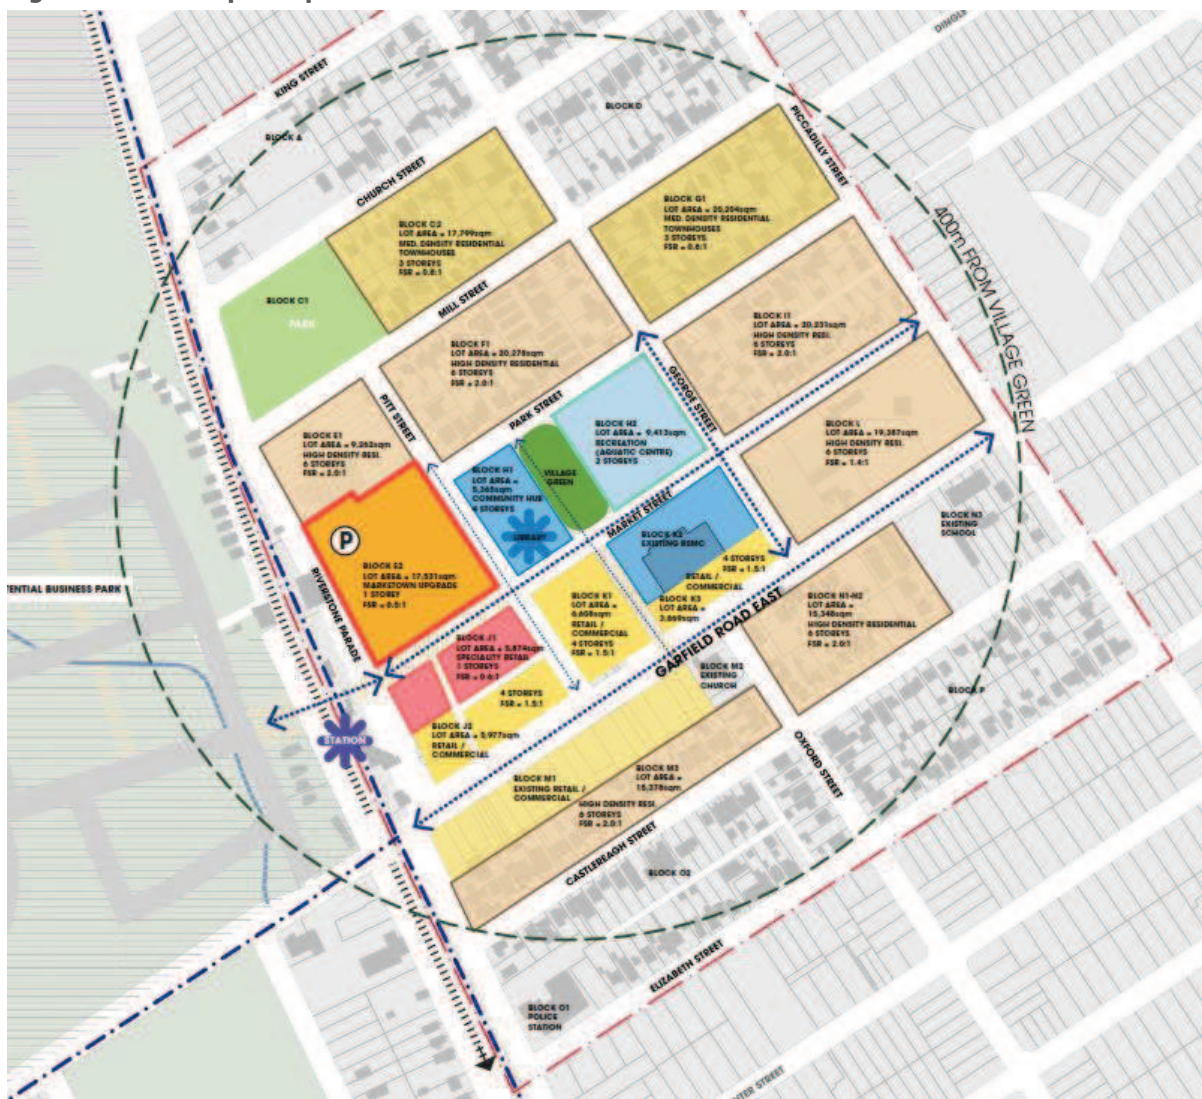 KING STREET
DINGLE
BLOCK A
BLOCK D
PICCADILLY STREET
CHURCH STREET
BLOCK C2
LOT AREA = 17,799sqm
MED. DENSITY RESIDENTIAL
TOWNHOUSES
3 STOREYS
FSR = 0.8:1
BLOCK G1
LOT AREA = 20,204sqm
MED. DENSITY RESIDENTIAL
TOWNHOUSES
3 STOREYS
FSR = 0.8:1
400m FROM VILLAGE GREEN
BLOCK C1
PARK
MILL STREET
BLOCK F1
LOT AREA = 20,278sqm
HIGH DENSITY RESIDENTIAL
6 STOREYS
FSR = 2.0:1
BLOCK I1
LOT AREA = 20,231sqm
HIGH DENSITY RESI.
6 STOREYS
FSR = 2.0:1
PITT STREET
PARK STREET
GEORGE STREET
BLOCK E1
LOT AREA = 9,262sqm
HIGH DENSITY RESI.
6 STOREYS
FSR = 2.0:1
BLOCK H2
LOT AREA = 9,413sqm
RECREATION
(AQUATIC CENTRE)
2 STOREYS
BLOCK L
LOT AREA = 19,387sqm
HIGH DENSITY RESI.
6 STOREYS
FSR = 1.4:1
BLOCK H1
LOT AREA =
5,365sqm
COMMUNITY HUB
4 STOREYS
LIBRARY
VILLAGE
GREEN
MARKET STREET
BLOCK N3
EXISTING
SCHOOL
P
BLOCK E2
LOT AREA = 17,531sqm
MARKSTOWN UPGRADE
1 STOREY
FSR = 0.5:1
BLOCK K2
EXISTING RSMC
4 STOREYS
FSR = 1.5:1
RETAIL /
COMMERCIAL
BLOCK K3
LOT AREA =
3,669sqm
TENTIAL BUSINESS PARK
RIVERSTONE PARADE
BLOCK K1
LOT AREA =
6,608sqm
RETAIL /
COMMERCIAL
4 STOREYS
FSR = 1.5:1
GARFIELD ROAD EAST
BLOCK N1-N2
LOT AREA =
15,348sqm
HIGH DENSITY RESIDENTIAL
6 STOREYS
FSR = 2.0:1
BLOCK J1
LOT AREA = 5,874sqm
SPECIALITY RETAIL
1 STOREYS
FSR = 0.6:1
BLOCK M2
EXISTING
CHURCH
BLOCK P
4 STOREYS
FSR = 1.5:1
BLOCK J2
LOT AREA = 5,977sqm
RETAIL /
COMMERCIAL
STATION
OXFORD STREET
BLOCK M1
EXISTING RETAIL /
COMMERCIAL
BLOCK M3
LOT AREA =
15,378sqm
HIGH DENSITY RESI.
6 STOREYS
FSR = 2.0:1
CASTLEREAGH STREET
BLOCK O2
ELIZABETH STREET
BLOCK O1
POLICE
STATION
NTER STREET